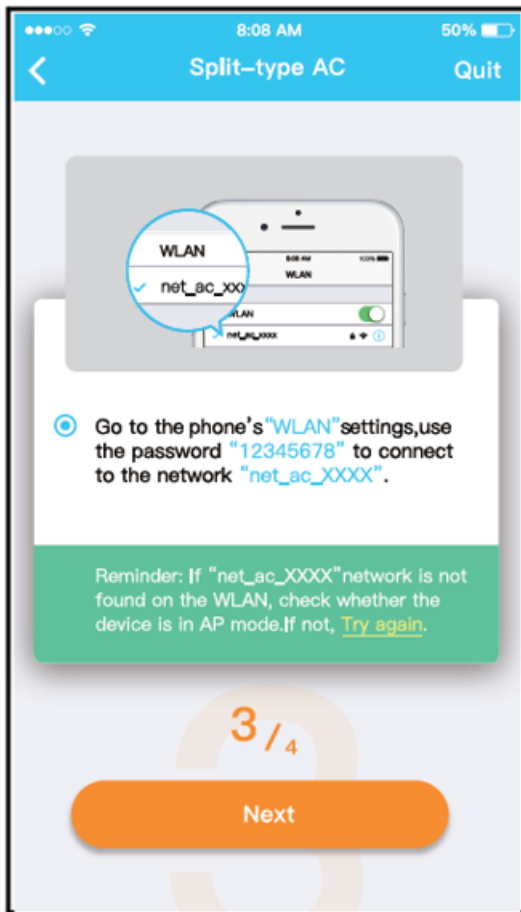 8:08 AM
50%
Split-type AC
Quit
WLAN
net_ac_xxx
8:08 AM
100%
WLAN
WLAN
net_ac_xxxx
Go to the phone's“WLAN”settings,use
the password “12345678” to connect
to the network “net_ac_XXXX”.
Reminder: If “net_ac_XXXX”network is not
found on the WLAN, check whether the
device is in AP mode.If not, Try again.
3/4
Next